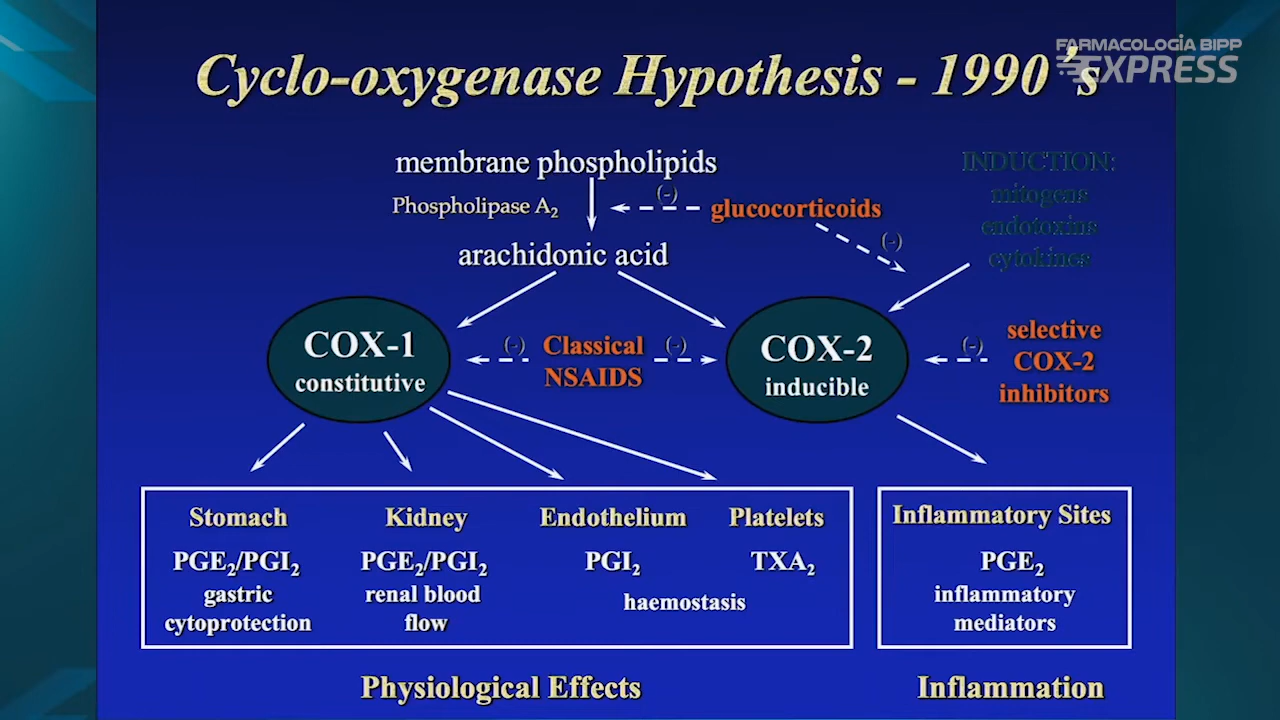 FARMACOLOGÍA BIPP
EXPRESS
Cyclo-oxygenase Hypothesis - 1990's
membrane phospholipids
Phospholipase A₂
(-)
glucocorticoids
INDUCTION:
mitogens
endotoxins
cytokines
(-)
arachidonic acid
COX-1
constitutive
(-)
Classical
NSAIDS
(-)
COX-2
inducible
(-)
selective
COX-2
inhibitors
Stomach
PGE₂/PGI₂
gastric
cytoprotection
Kidney
PGE₂/PGI₂
renal blood
flow
Endothelium
PGI₂
Platelets
TXA₂
haemostasis
Inflammatory Sites
PGE₂
inflammatory
mediators
Physiological Effects
Inflammation